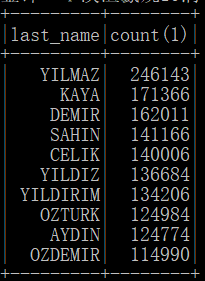 +---------+--------+
|last_name|count(1)|
+---------+--------+
| YILMAZ| 246143|
| KAYA| 171366|
| DEMIR| 162011|
| SAHIN| 141166|
| CELIK| 140006|
| YILDIZ| 136684|
| YILDIRIM| 134206|
| OZTURK| 124984|
| AYDIN| 124774|
| OZDEMIR| 114990|
+---------+--------+